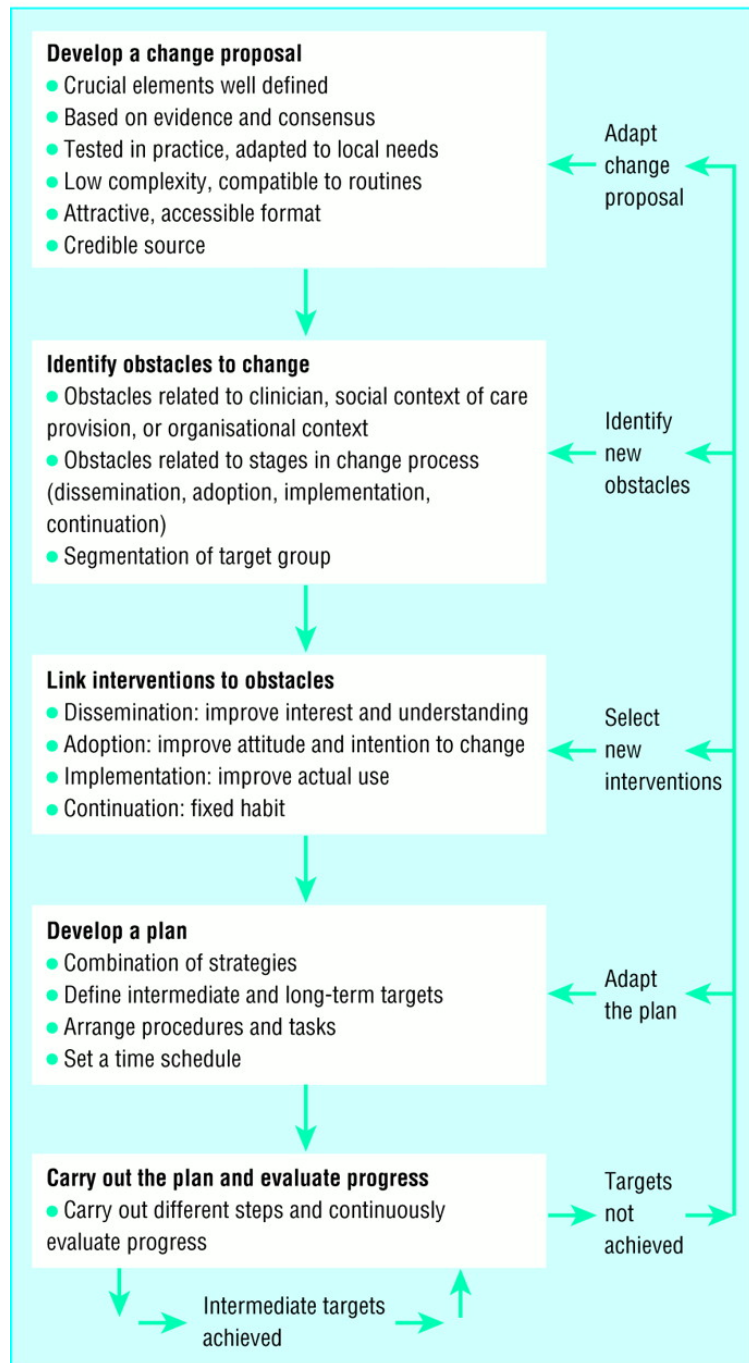 Develop a change proposal
● Crucial elements well defined
● Based on evidence and consensus
● Tested in practice, adapted to local needs
● Low complexity, compatible to routines
● Attractive, accessible format
● Credible source
Adapt
change
proposal
Identify obstacles to change
● Obstacles related to clinician, social context of care
provision, or organisational context
● Obstacles related to stages in change process
(dissemination, adoption, implementation,
continuation)
● Segmentation of target group
Identify
new
obstacles
Link interventions to obstacles
● Dissemination: improve interest and understanding
● Adoption: improve attitude and intention to change
● Implementation: improve actual use
● Continuation: fixed habit
Select
new
interventions
Develop a plan
● Combination of strategies
● Define intermediate and long-term targets
● Arrange procedures and tasks
● Set a time schedule
Adapt
the plan
Carry out the plan and evaluate progress
● Carry out different steps and continuously
evaluate progress
Targets
not
achieved
Intermediate targets
achieved